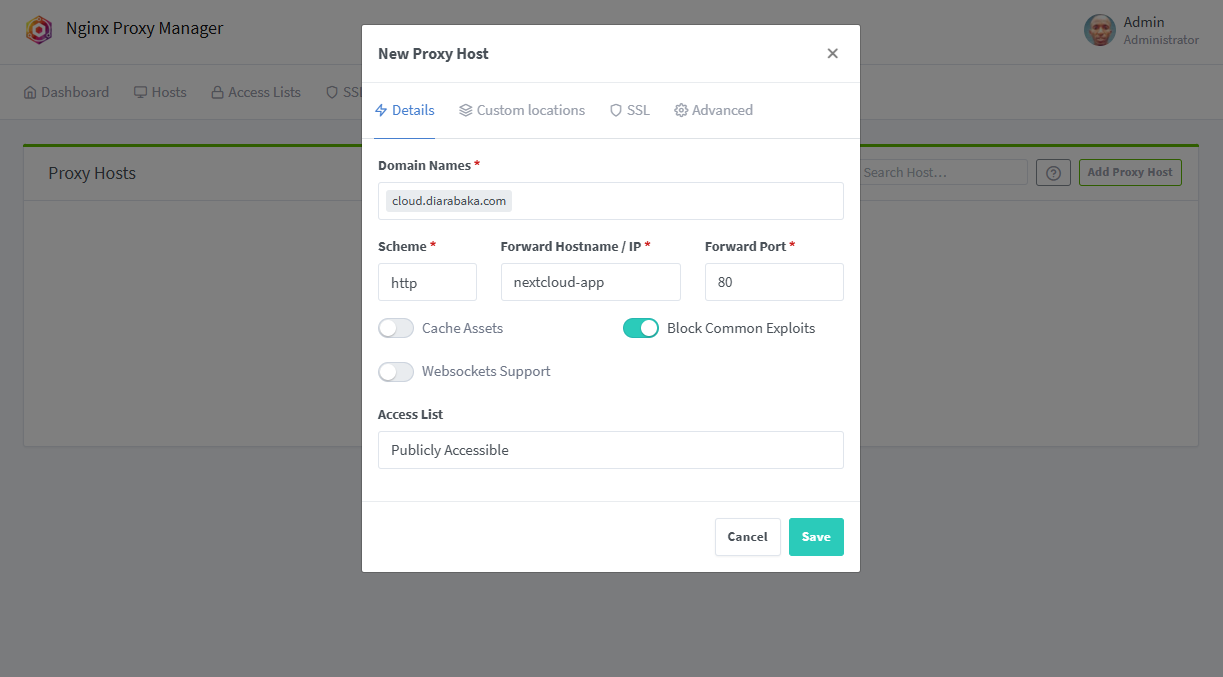 Nginx Proxy Manager
Admin
Administrator
Dashboard
Hosts
Access Lists
Proxy Hosts
Search Host…
Add Proxy Host
New Proxy Host
Details
Custom locations
SSL
Advanced
Domain Names *
cloud.diarabaka.com
Scheme *
Forward Hostname / IP *
Forward Port *
http
nextcloud-app
80
Cache Assets
Block Common Exploits
Websockets Support
Access List
Publicly Accessible
Cancel
Save